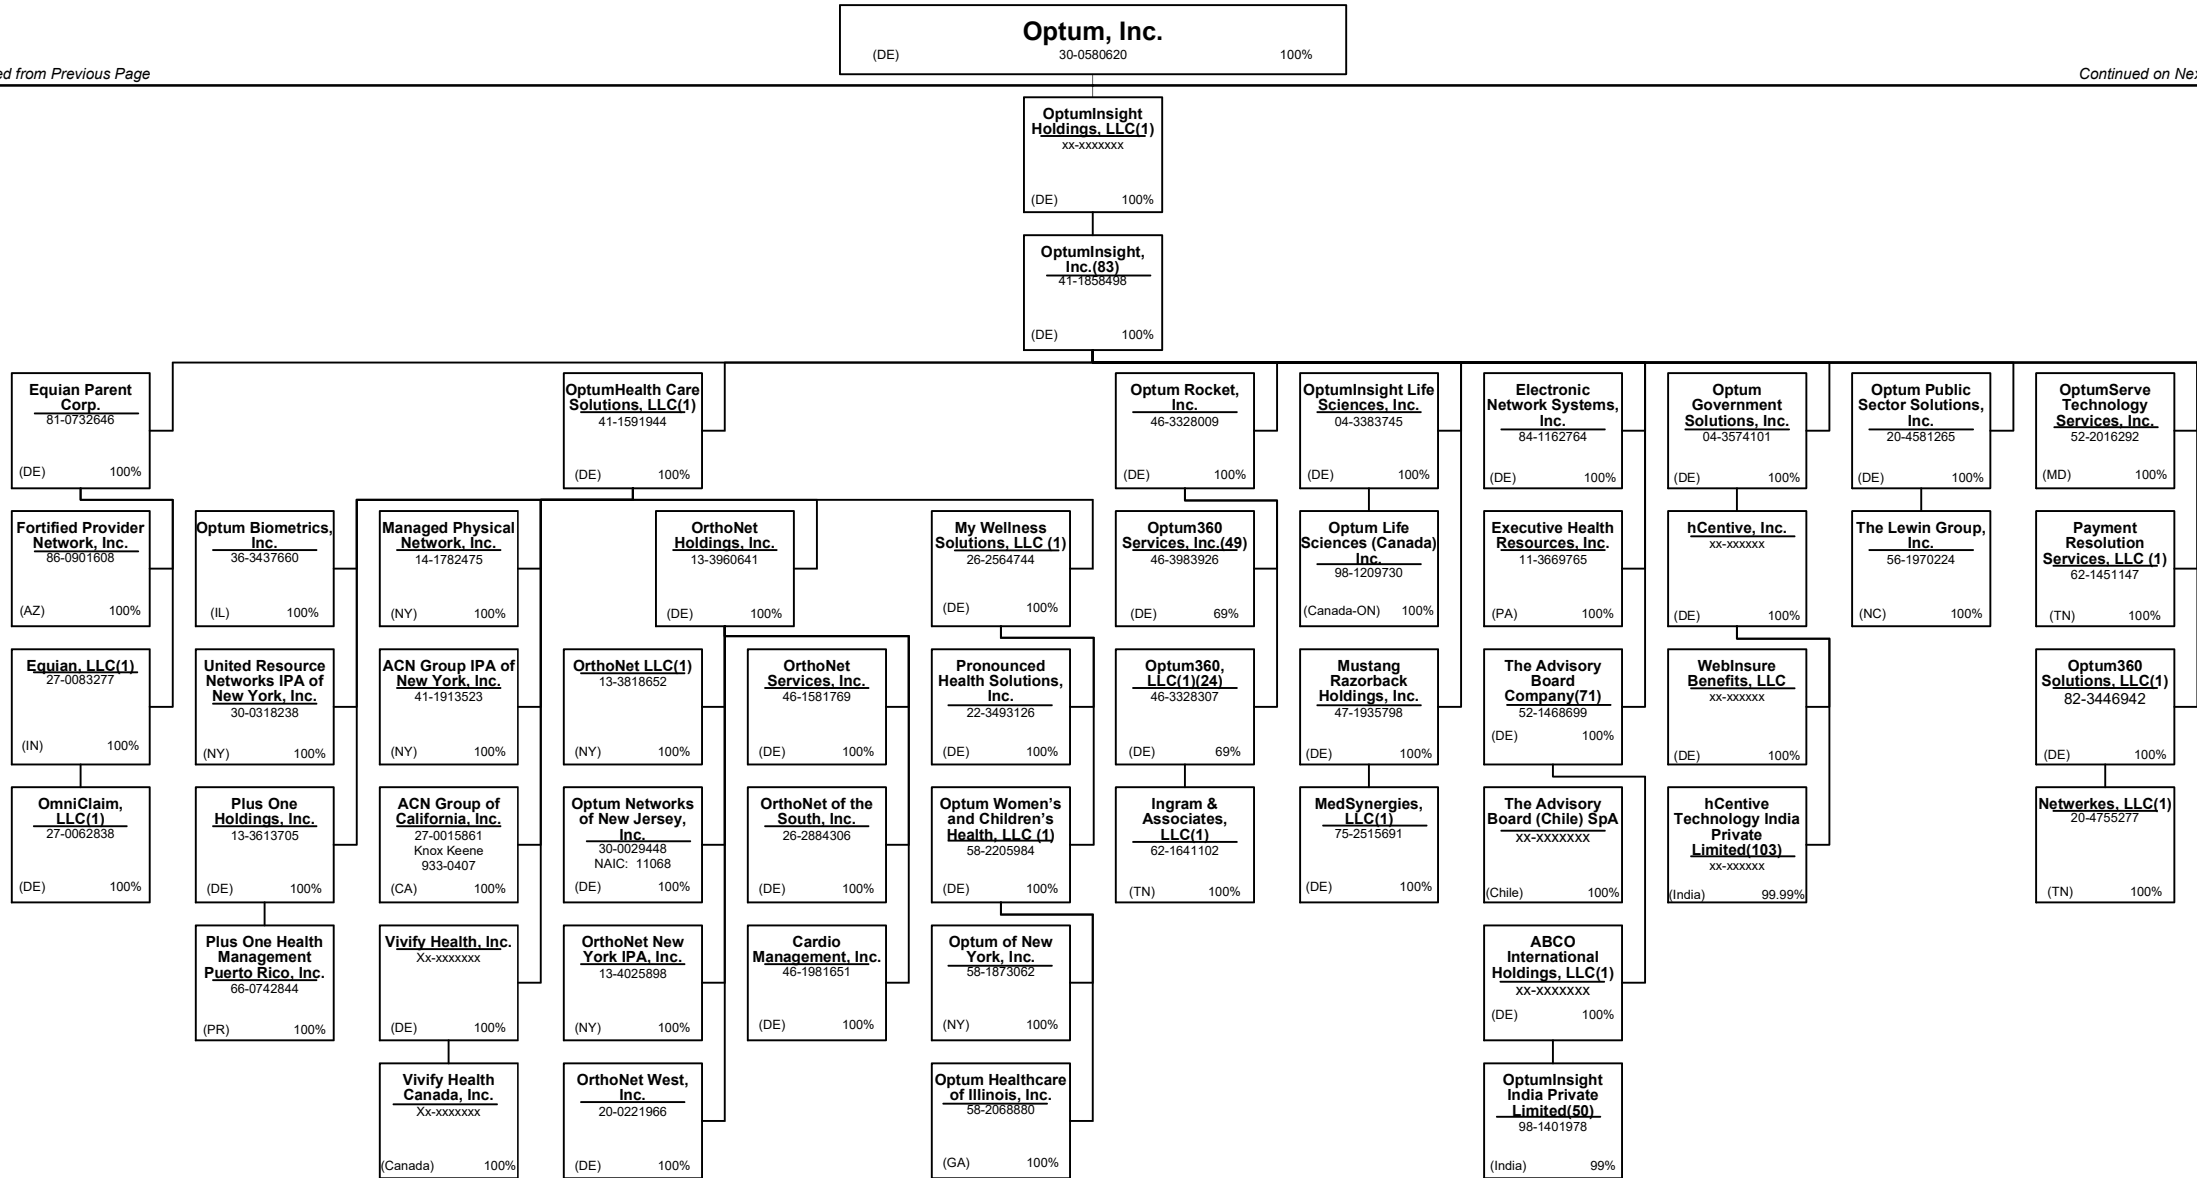 Optum, Inc.
(DE) 30-0580620 100%
ed from Previous Page
Continued on Nex
OptumInsight
Holdings, LLC(1)
xx-xxxxxxx
(DE) 100%
OptumInsight,
Inc.(83)
41-1858498
(DE) 100%
Equian Parent
Corp.
81-0732646
(DE) 100%
OptumHealth Care
Solutions, LLC(1)
41-1591944
(DE) 100%
Optum Rocket,
Inc.
46-3328009
(DE) 100%
OptumInsight Life
Sciences, Inc.
04-3383745
(DE) 100%
Electronic
Network Systems,
Inc.
84-1162764
(DE) 100%
Optum
Government
Solutions, Inc.
04-3574101
(DE) 100%
Optum Public
Sector Solutions,
Inc.
20-4581265
(DE) 100%
OptumServe
Technology
Services, Inc.
52-2016292
(MD) 100%
Fortified Provider
Network, Inc.
86-0901608
(AZ) 100%
Optum Biometrics,
Inc.
36-3437660
(IL) 100%
Managed Physical
Network, Inc.
14-1782475
(NY) 100%
OrthoNet
Holdings, Inc.
13-3960641
(DE) 100%
My Wellness
Solutions, LLC (1)
26-2564744
(DE) 100%
Optum360
Services, Inc.(49)
46-3983926
(DE) 69%
Optum Life
Sciences (Canada)
Inc.
98-1209730
(Canada-ON) 100%
Executive Health
Resources, Inc.
11-3669765
(PA) 100%
hCentive, Inc.
xx-xxxxxx
(DE) 100%
The Lewin Group,
Inc.
56-1970224
(NC) 100%
Payment
Resolution
Services, LLC (1)
62-1451147
(TN) 100%
Equian, LLC(1)
27-0083277
(IN) 100%
United Resource
Networks IPA of
New York, Inc.
30-0318238
(NY) 100%
ACN Group IPA of
New York, Inc.
41-1913523
(NY) 100%
OrthoNet LLC(1)
13-3818652
(NY) 100%
OrthoNet
Services, Inc.
46-1581769
(DE) 100%
Pronounced
Health Solutions,
Inc.
22-3493126
(DE) 100%
Optum360,
LLC(1)(24)
46-3328307
(DE) 69%
Mustang
Razorback
Holdings, Inc.
47-1935798
(DE) 100%
The Advisory
Board
Company(71)
52-1468699
(DE) 100%
WebInsure
Benefits, LLC
xx-xxxxxx
(DE) 100%
Optum360
Solutions, LLC(1)
82-3446942
(DE) 100%
OmniClaim,
LLC(1)
27-0062838
(DE) 100%
Plus One
Holdings, Inc.
13-3613705
(DE) 100%
ACN Group of
California, Inc.
27-0015861
Knox Keene
933-0407
(CA) 100%
Optum Networks
of New Jersey,
Inc.
30-0029448
NAIC: 11068
(DE) 100%
OrthoNet of the
South, Inc.
26-2884306
(DE) 100%
Optum Women's
and Children's
Health, LLC (1)
58-2205984
(DE) 100%
Ingram &
Associates,
LLC(1)
62-1641102
(TN) 100%
MedSynergies,
LLC(1)
75-2515691
(DE) 100%
The Advisory
Board (Chile) SpA
xx-xxxxxxx
(Chile) 100%
hCentive
Technology India
Private
Limited(103)
xx-xxxxxx
(India) 99.99%
Netwerkes, LLC(1)
20-4755277
(TN) 100%
Plus One Health
Management
Puerto Rico, Inc.
66-0742844
(PR) 100%
Vivify Health, Inc.
Xx-xxxxxxx
(DE) 100%
OrthoNet New
York IPA, Inc.
13-4025898
(NY) 100%
Cardio
Management, Inc.
46-1981651
(DE) 100%
Optum of New
York, Inc.
58-1873062
(NY) 100%
ABCO
International
Holdings, LLC(1)
xx-xxxxxxx
(DE) 100%
Vivify Health
Canada, Inc.
Xx-xxxxxxx
(Canada) 100%
OrthoNet West,
Inc.
20-0221966
(DE) 100%
Optum Healthcare
of Illinois, Inc.
58-2068880
(GA) 100%
OptumInsight
India Private
Limited(50)
98-1401978
(India) 99%